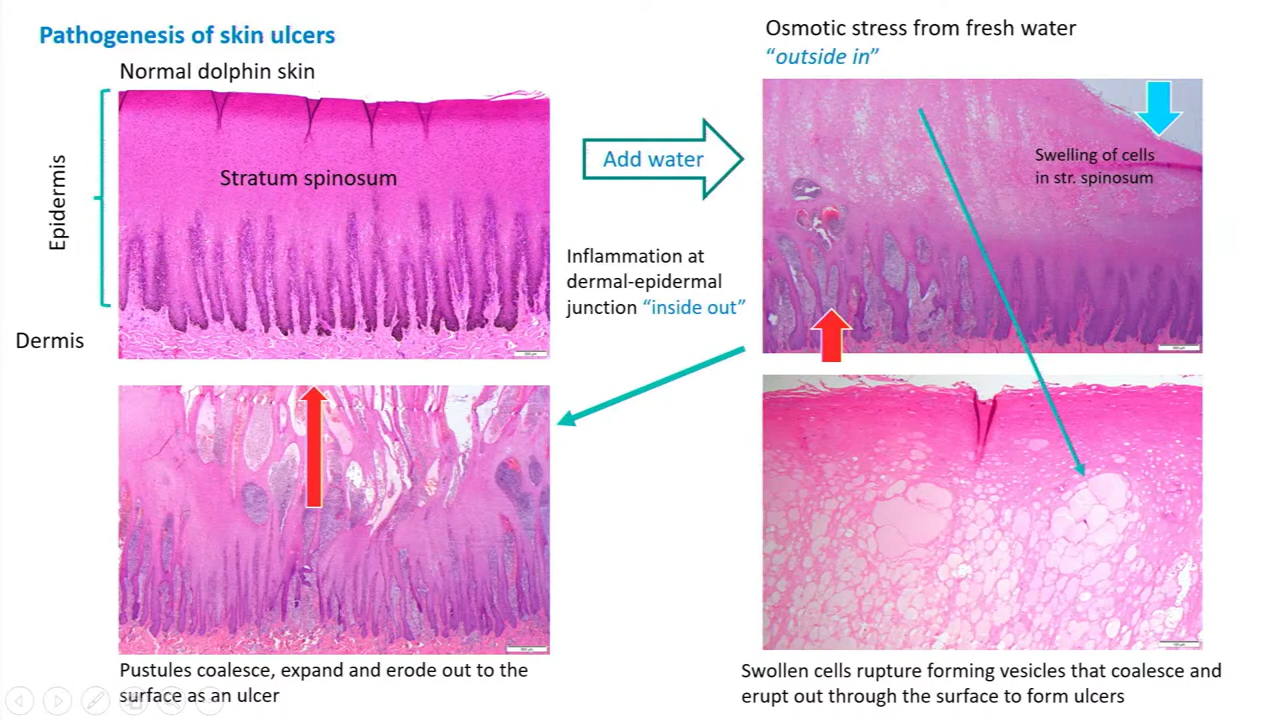 Pathogenesis of skin ulcers
Normal dolphin skin
Epidermis
Stratum spinosum
Dermis
Add water
Osmotic stress from fresh water
“outside in”
Swelling of cells
in str. spinosum
Inflammation at
dermal-epidermal
junction “inside out”
Pustules coalesce, expand and erode out to the
surface as an ulcer
Swollen cells rupture forming vesicles that coalesce and
erupt out through the surface to form ulcers